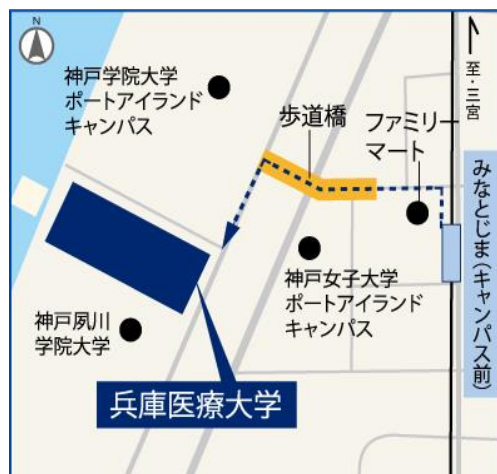 N
神戸学院大学
ポートアイランド
キャンパス
歩道橋
ファミリー
マート
至・三宮
みなとじま(キャンパス前)
神戸女子大学
ポートアイランド
キャンパス
神戸夙川
学院大学
兵庫医療大学